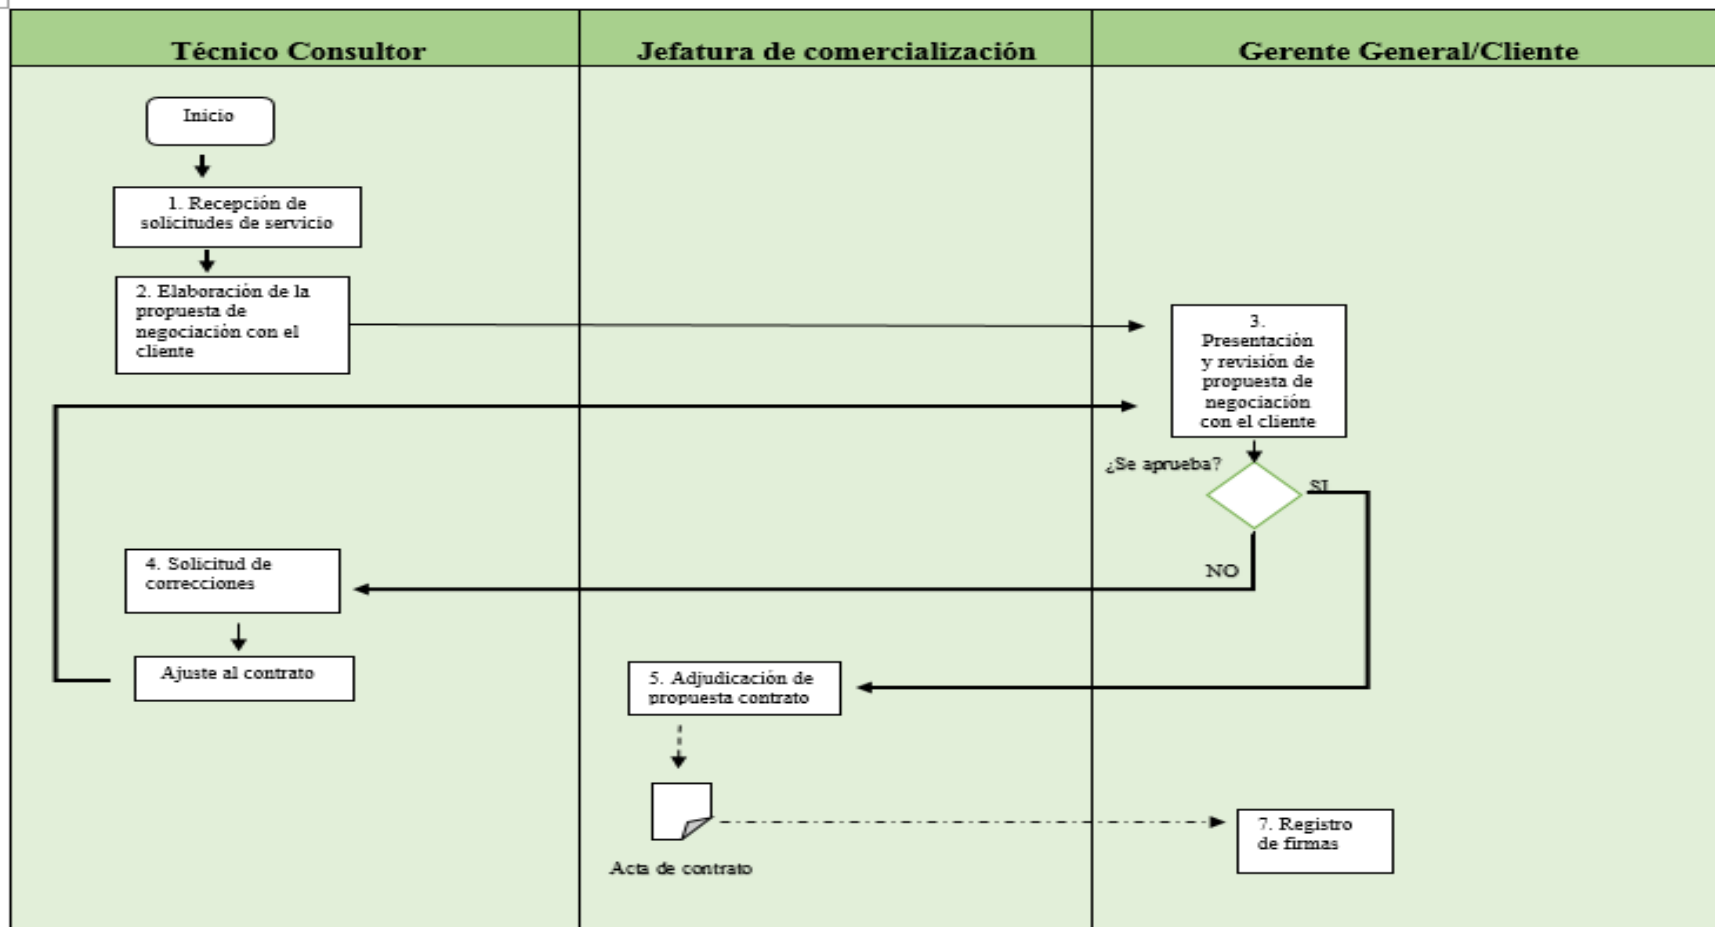 Técnico Consultor
Jefatura de comercialización
Gerente General/Cliente
Inicio
1. Recepción de
solicitudes de servicio
2. Elaboración de la
propuesta de
negociación con el
cliente
3.
Presentación
y revisión de
propuesta de
negociación
con el cliente
¿Se aprueba?
SI
NO
4. Solicitud de
correcciones
Ajuste al contrato
5. Adjudicación de
propuesta contrato
Acta de contrato
7. Registro
de firmas